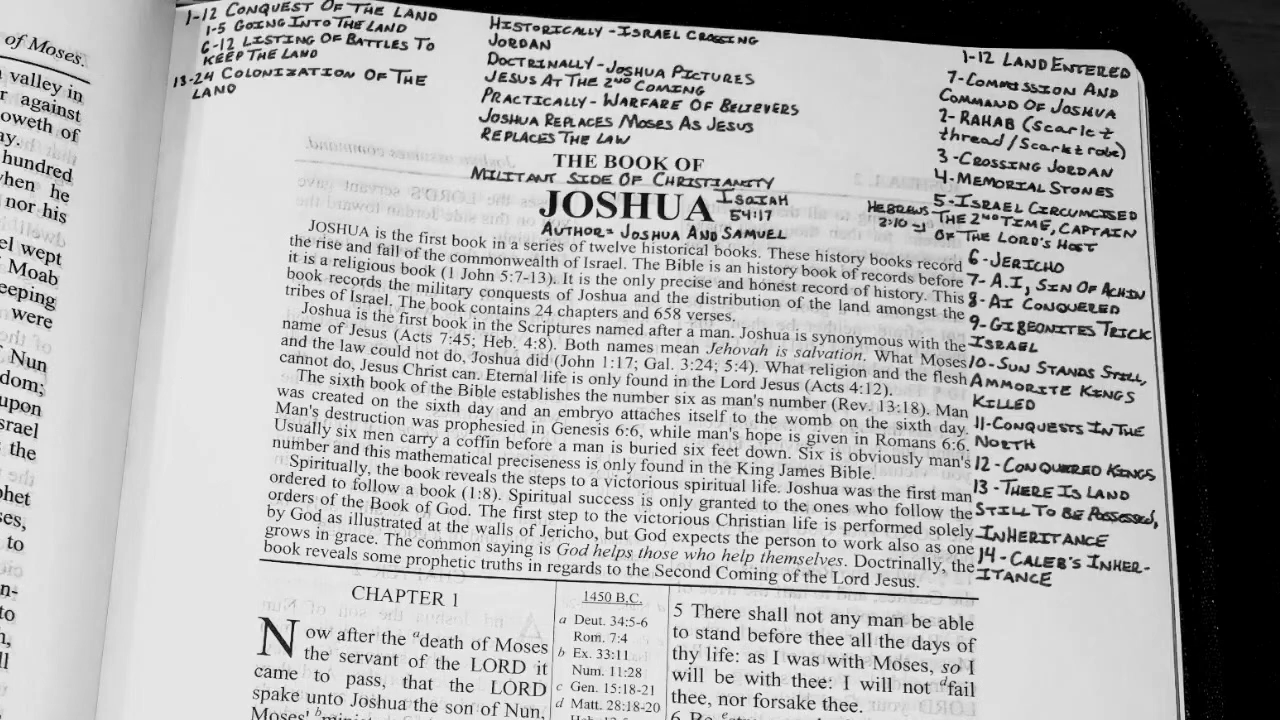 of Moses.
valley in
r against
oweth of
ay.
hundred
when he
nor his
el wept
Moab
eeping
were
Nun
dom;
upon
srael
the
phet
ses,
to
n-
to
n,
ll
1-12 CONQUEST OF THE LAND
1-5 GOING INTO THE LAND
6-12 LISTING OF BATTLES TO
KEEP THE LAND
13-24 COLONIZATION OF THE
LAND
HISTORICALLY - ISRAEL CROSSING
JORDAN
DOCTRINALLY - JOSHUA PICTURES
JESUS AT THE 2ND COMING
PRACTICALLY - WARFARE OF BELIEVERS
JOSHUA REPLACES MOSES AS JESUS
REPLACES THE LAW
THE BOOK OF
MILITANT SIDE OF CHRISTIANITY
JOSHUA
ISAIAH
54:17
AUTHOR= JOSHUA AND SAMUEL
JOSHUA is the first book in a series of twelve historical books. These history books record
the rise and fall of the commonwealth of Israel. The Bible is an history book of records before
it is a religious book (1 John 5:7-13). It is the only precise and honest record of history. This
book records the military conquests of Joshua and the distribution of the land amongst the
tribes of Israel. The book contains 24 chapters and 658 verses.
Joshua is the first book in the Scriptures named after a man. Joshua is synonymous with the
name of Jesus (Acts 7:45; Heb. 4:8). Both names mean Jehovah is salvation. What Moses
and the law could not do, Joshua did (John 1:17; Gal. 3:24; 5:4). What religion and the flesh
cannot do, Jesus Christ can. Eternal life is only found in the Lord Jesus (Acts 4:12).
The sixth book of the Bible establishes the number six as man's number (Rev. 13:18). Man
was created on the sixth day and an embryo attaches itself to the womb on the sixth day.
Man's destruction was prophesied in Genesis 6:6, while man's hope is given in Romans 6:6.
Usually six men carry a coffin before a man is buried six feet down. Six is obviously man's
number and this mathematical preciseness is only found in the King James Bible.
Spiritually, the book reveals the steps to a victorious spiritual life. Joshua was the first man
ordered to follow a book (1:8). Spiritual success is only granted to the ones who follow the
orders of the Book of God. The first step to the victorious Christian life is performed solely
by God as illustrated at the walls of Jericho, but God expects the person to work also as one
grows in grace. The common saying is God helps those who help themselves. Doctrinally, the
book reveals some prophetic truths in regards to the Second Coming of the Lord Jesus.
1-12 LAND ENTERED
1-COMMISSION AND
COMMAND OF JOSHUA
2- RAHAB (Scarlet
thread/Scarlet robe)
3-CROSSING JORDAN
4-MEMORIAL STONES
5-ISRAEL CIRCUMCISED
HEBREWS
2:10
THE 2ND TIME, CAPTAIN
OF THE LORD'S HOST
6-JERICHO
7-A.I, SIN OF ACHIN
8-AI CONQUERED
9-GIBEONITES TRICK
ISRAEL
10-SUN STANDS STILL,
AMMORITE KINGS
KILLED
11-CONQUESTS IN THE
NORTH
12-CONQUERED KINGS
13-THERE IS LAND
STILL TO BE POSSESSED,
INHERITANCE
14-CALEB'S INHER-
ITANCE
CHAPTER 1
Now after the a death of Moses
the servant of the LORD it
came to pass, that the LORD
spake unto Joshua the son of Nun,
Moses' b
1450 B.C.
a Deut. 34:5-6
Rom. 7:4
b Ex. 33:11
Num. 11:28
c Gen. 15:18-21
d Matt. 28:18-20
5 There shall not any man be able
to stand before thee all the days of
thy life: as I was with Moses, so I
will be with thee: I will not d fail
thee, nor forsake thee.
6 Be